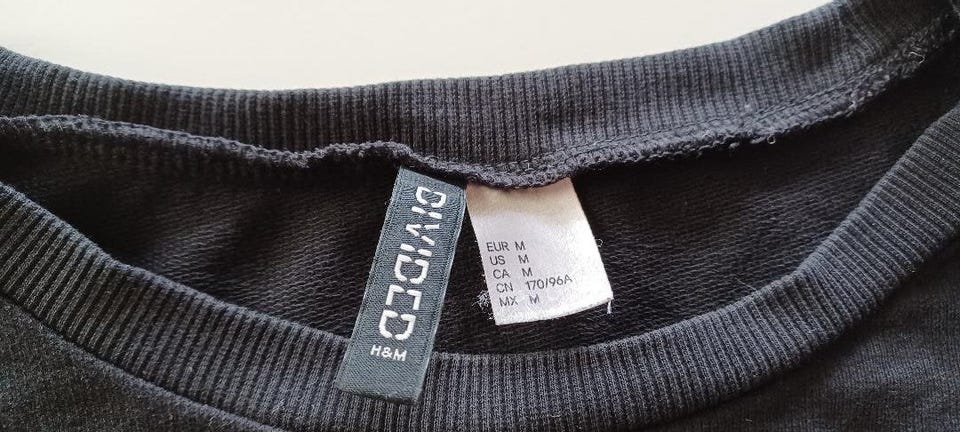 DIVIDED
H&M
EUR M
US M
CA M
CN 170/96A
MX M